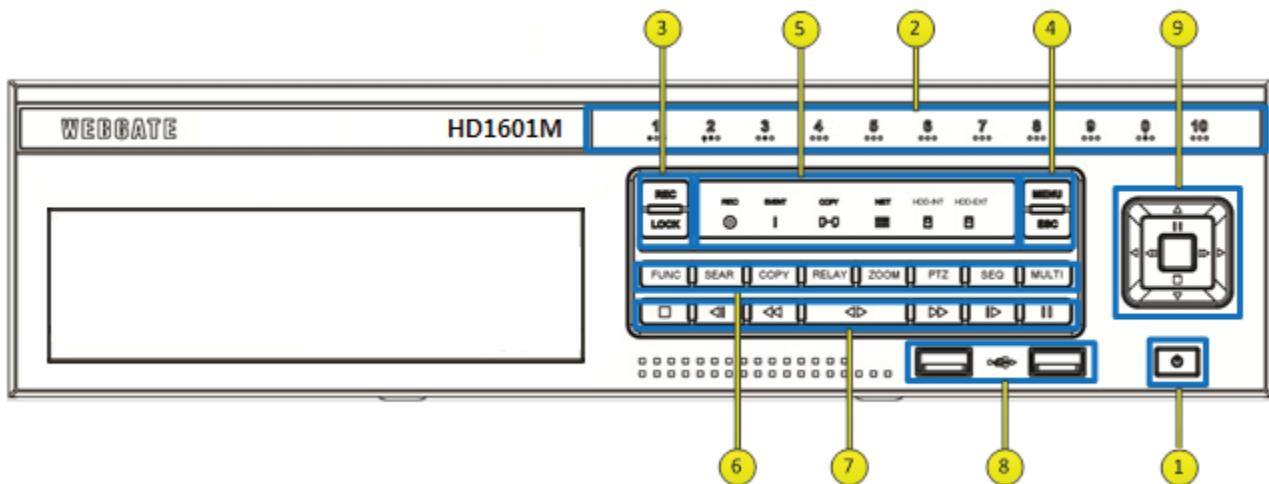 3 5 2 4 9
WEBGATE HD1601M 1 2 3 4 5 6 7 8 9 0 10
REC MENU
REC EVENT COPY NET HDD-INT HDD-EXT
LOCK ESC
FUNC SEAR COPY RELAY ZOOM PTZ SEQ MULTI
6 7 8 1